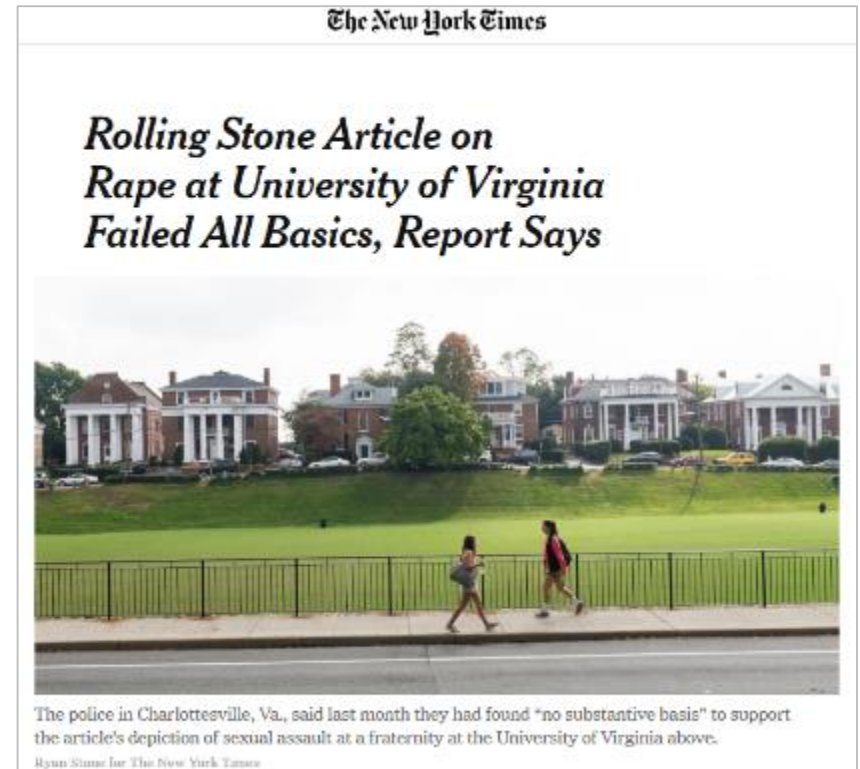 The New York Times
Rolling Stone Article on
Rape at University of Virginia
Failed All Basics, Report Says
The police in Charlottesville, Va., said last month they had found “no substantive basis” to support
the article's depiction of sexual assault at a fraternity at the University of Virginia above.
Ryan Stone for The New York Times